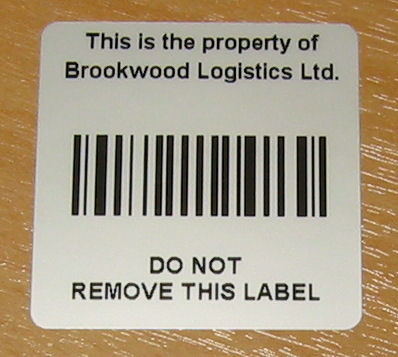 This is the property of
Brookwood Logistics Ltd.
DO NOT
REMOVE THIS LABEL